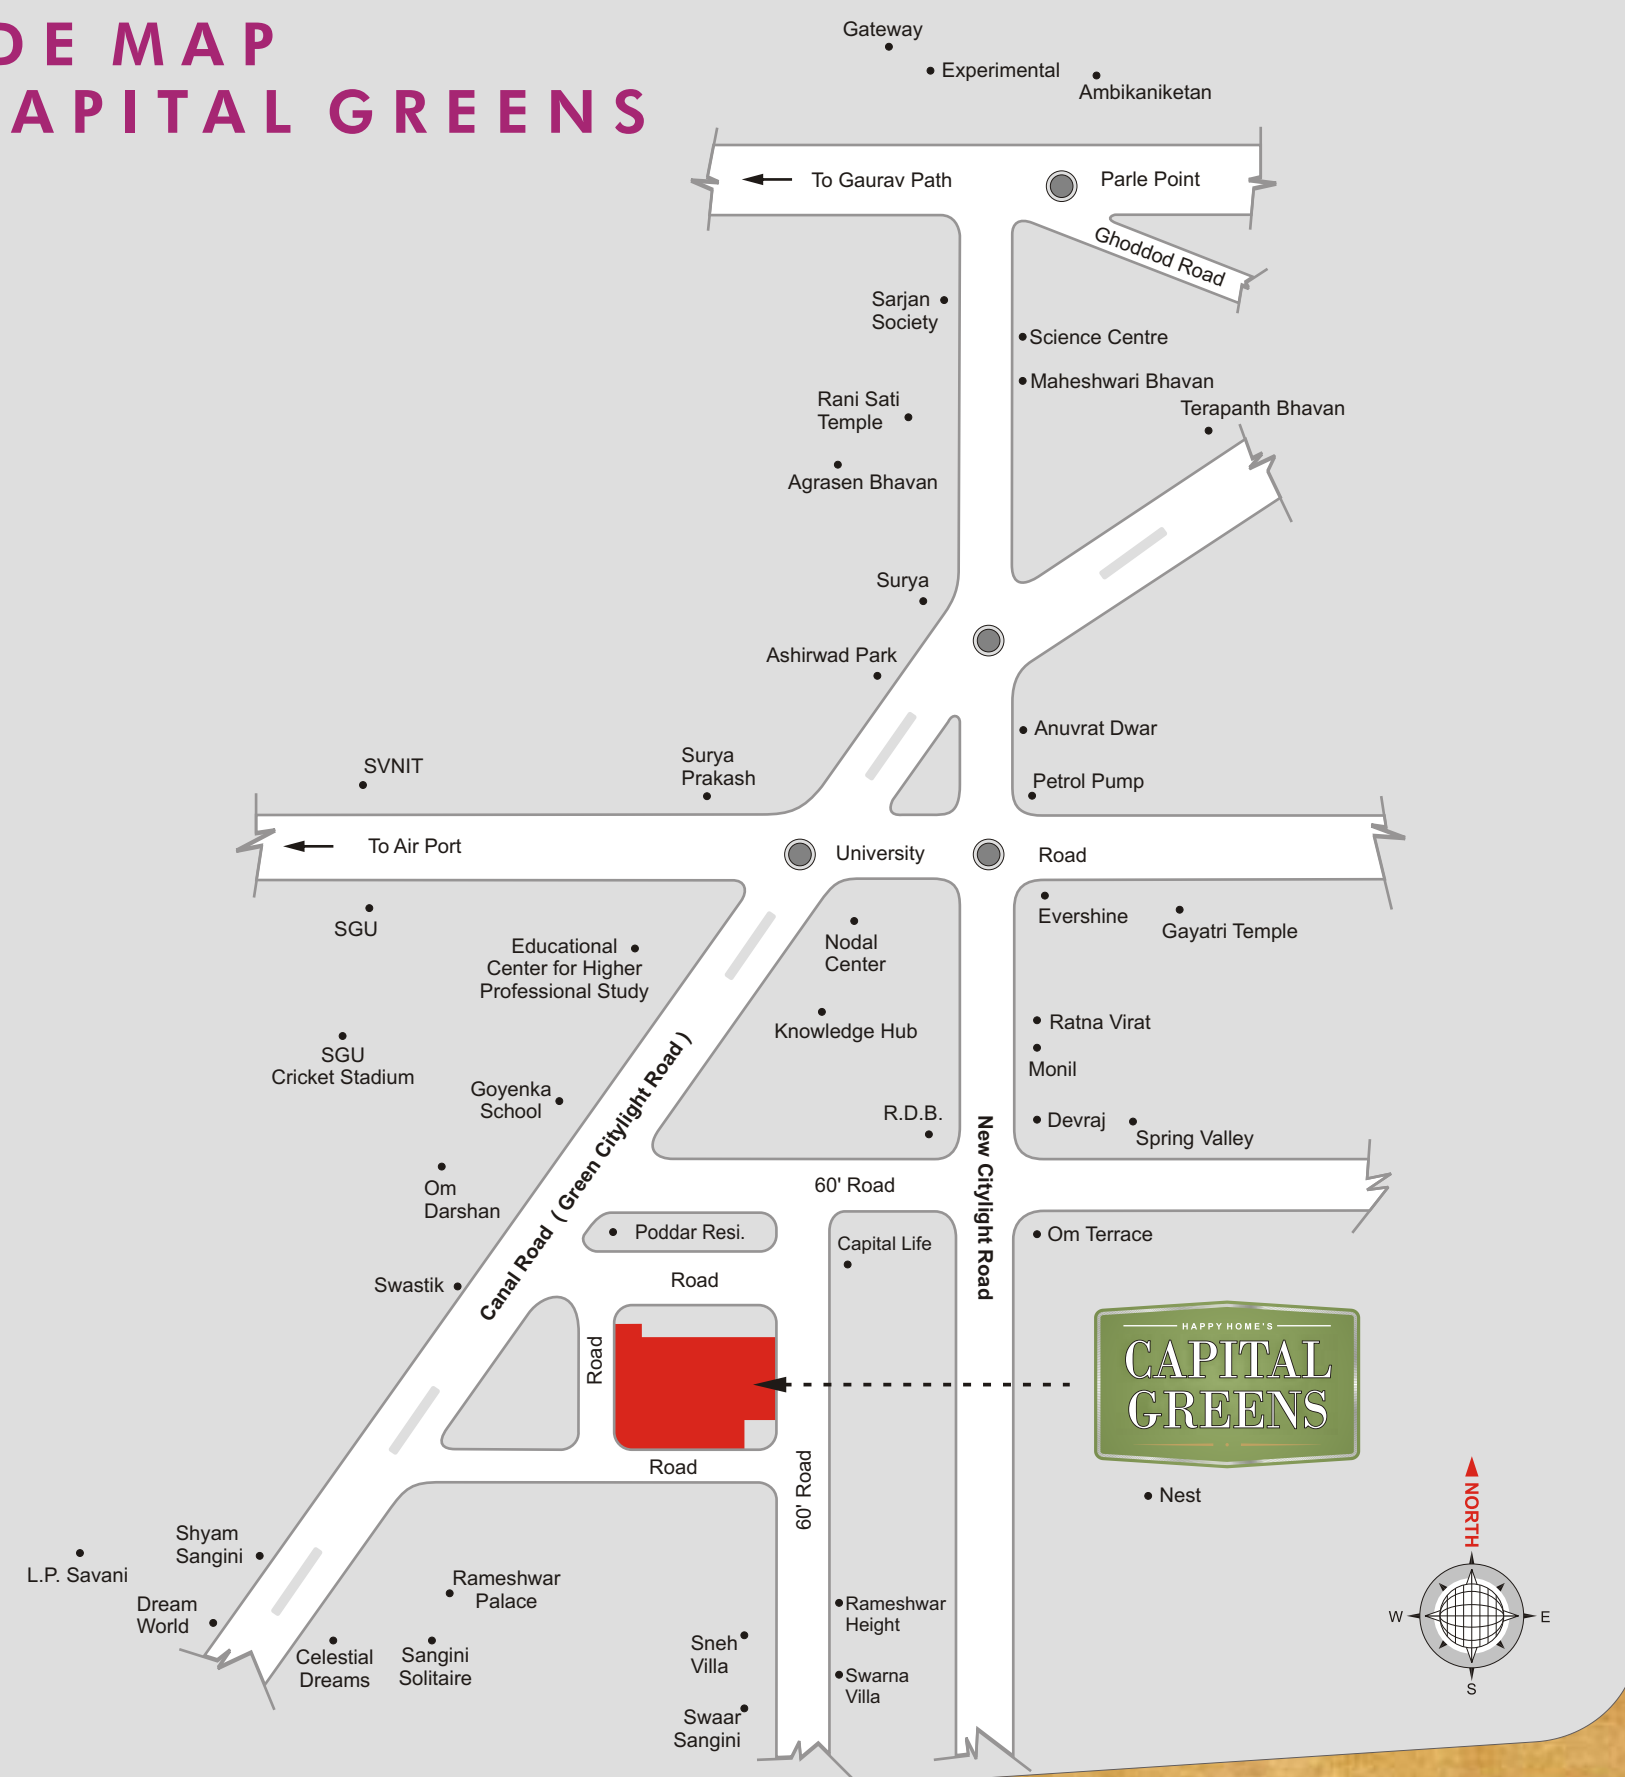 DE MAP
APITAL GREENS
Gateway
Experimental
Ambikaniketan
To Gaurav Path
Parle Point
Ghoddod Road
Sarjan
Society
Science Centre
Maheshwari Bhavan
Rani Sati
Temple
Terapanth Bhavan
Agrasen Bhavan
Surya
Ashirwad Park
Anuvrat Dwar
SVNIT
Surya
Prakash
Petrol Pump
To Air Port
University
Road
SGU
Evershine
Gayatri Temple
Educational
Center for Higher
Professional Study
Nodal
Center
Knowledge Hub
Ratna Virat
SGU
Cricket Stadium
Monil
Goyenka
School
R.D.B.
Devraj
Spring Valley
Canal Road ( Green Citylight Road )
New Citylight Road
Om
Darshan
60' Road
Poddar Resi.
Capital Life
Om Terrace
Swastik
Road
Road
HAPPY HOME'S
CAPITAL
GREENS
Road
60' Road
Nest
NORTH
Shyam
Sangini
L.P. Savani
Rameshwar
Palace
Dream
World
Rameshwar
Height
W
E
S
Celestial
Dreams
Sangini
Solitaire
Sneh
Villa
Swarna
Villa
Swaar
Sangini